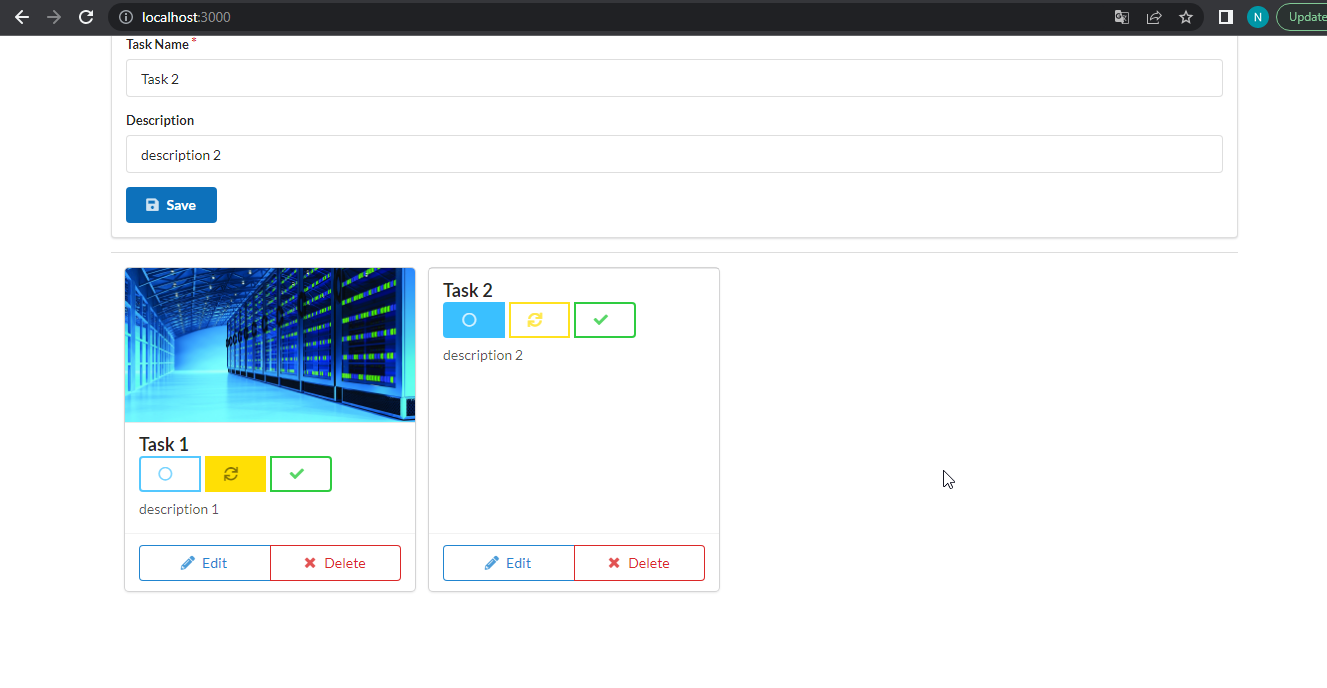 localhost:3000
N
Update
Task Name *
Task 2
Description
description 2
Save
Task 1
description 1
Edit
Delete
Task 2
description 2
Edit
Delete